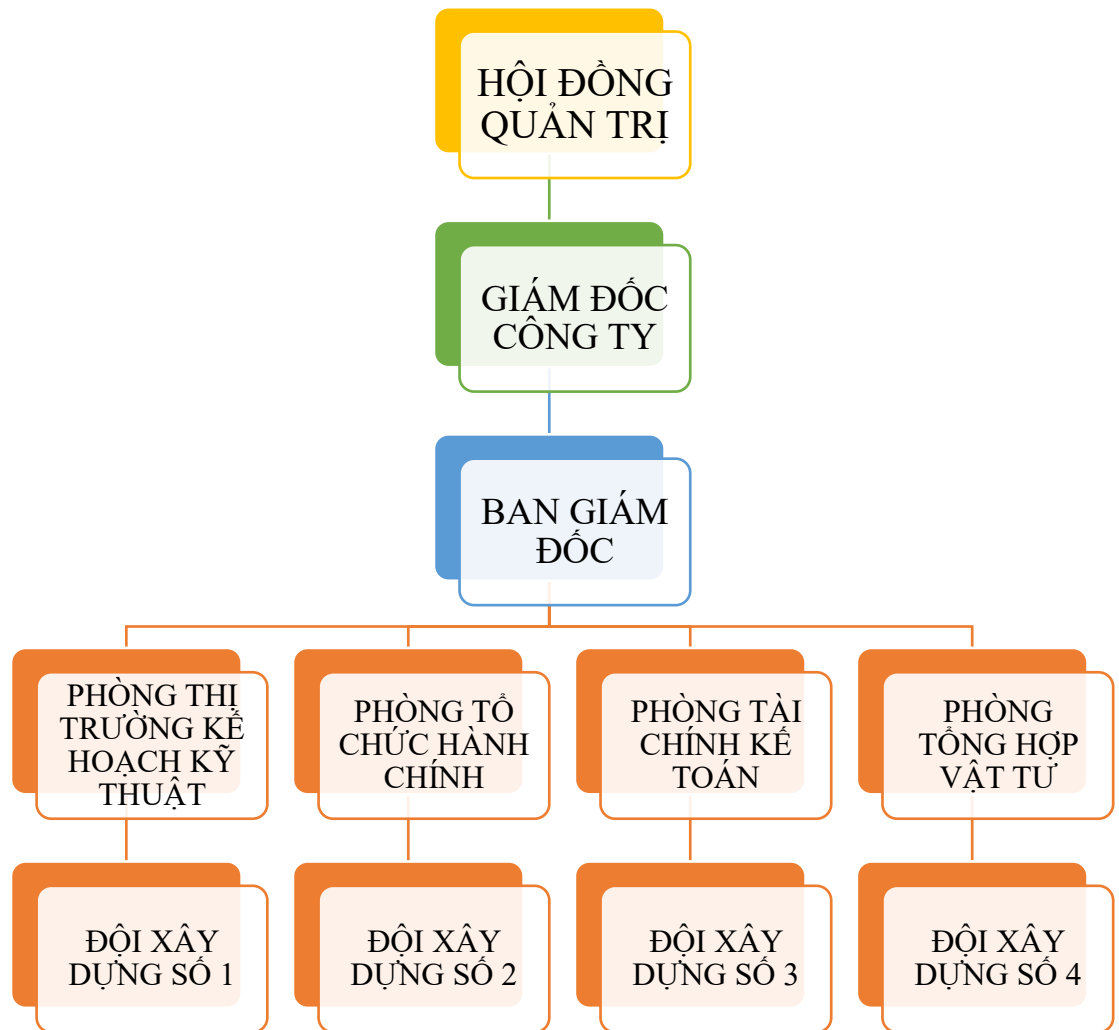 HỘI ĐỒNG
QUẢN TRỊ
GIÁM ĐỐC
CÔNG TY
BAN GIÁM
ĐỐC
PHÒNG THỊ
TRƯỜNG KẾ
HOẠCH KỸ
THUẬT
PHÒNG TỔ
CHỨC HÀNH
CHÍNH
PHÒNG TÀI
CHÍNH KẾ
TOÁN
PHÒNG
TỔNG HỢP
VẬT TƯ
ĐỘI XÂY
DỰNG SỐ 1
ĐỘI XÂY
DỰNG SỐ 2
ĐỘI XÂY
DỰNG SỐ 3
ĐỘI XÂY
DỰNG SỐ 4